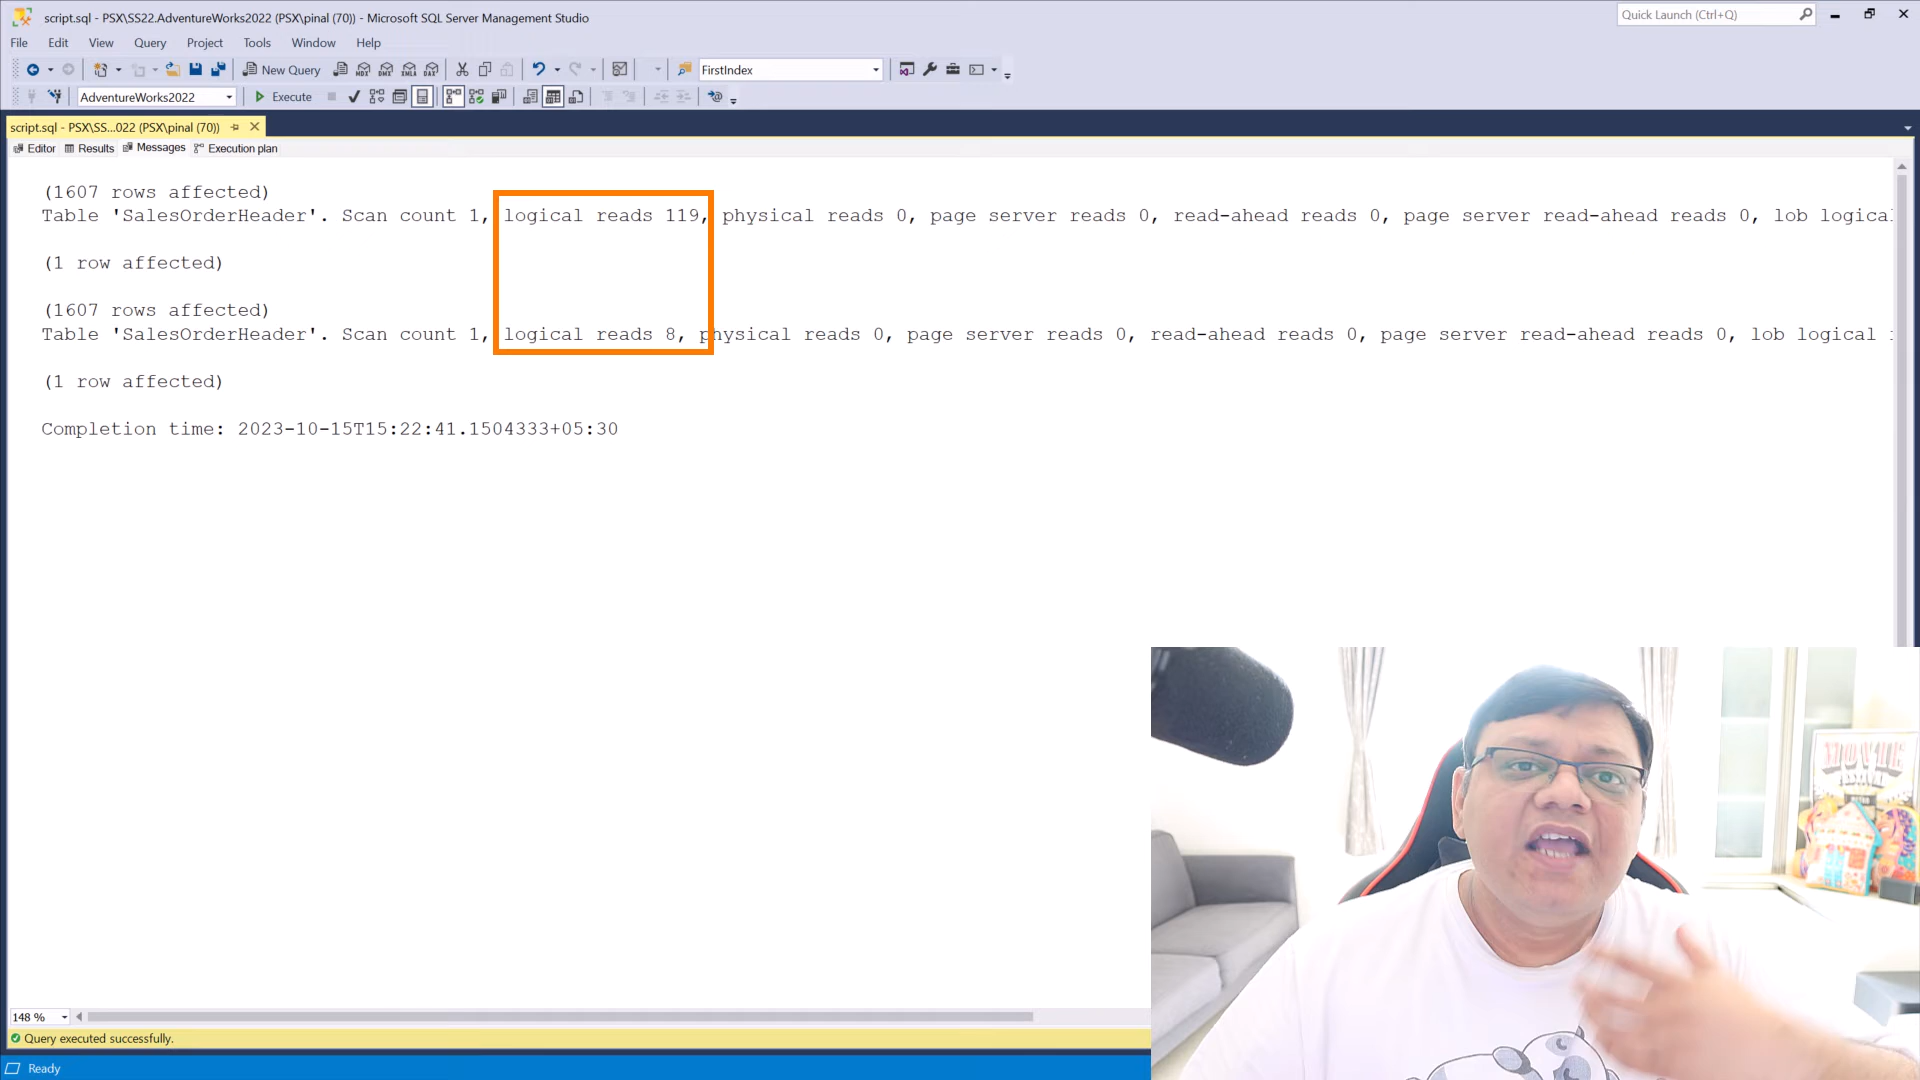 script.sql - PSX\SS22.AdventureWorks2022 (PSX\pinal (70)) - Microsoft SQL Server Management Studio
Quick Launch (Ctrl+Q)
File Edit View Query Project Tools Window Help
New Query MDX DMX XMLA DAX FirstIndex
AdventureWorks2022 Execute
script.sql - PSX\SS...022 (PSX\pinal (70))
Editor Results Messages Execution plan
(1607 rows affected)
Table 'SalesOrderHeader'. Scan count 1, logical reads 119, physical reads 0, page server reads 0, read-ahead reads 0, page server read-ahead reads 0, lob logical
(1 row affected)
(1607 rows affected)
Table 'SalesOrderHeader'. Scan count 1, logical reads 8, physical reads 0, page server reads 0, read-ahead reads 0, page server read-ahead reads 0, lob logical
(1 row affected)
Completion time: 2023-10-15T15:22:41.1504333+05:30
148 %
Query executed successfully.
Ready